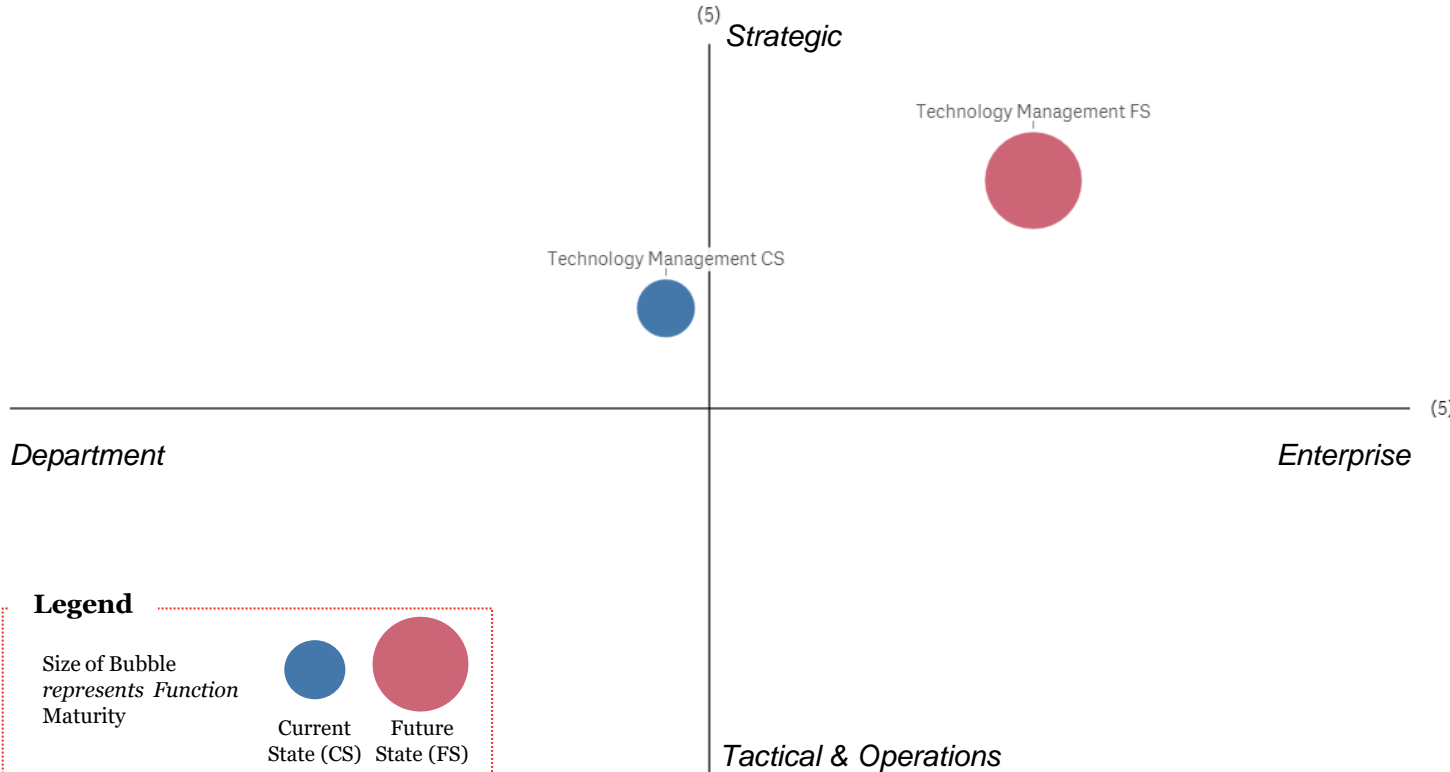 (5)
Strategic
Technology Management FS
Technology Management CS
(5)
Department
Enterprise
Legend
Size of Bubble
represents Function
Maturity
Current
State (CS)
Future
State (FS)
Tactical & Operations